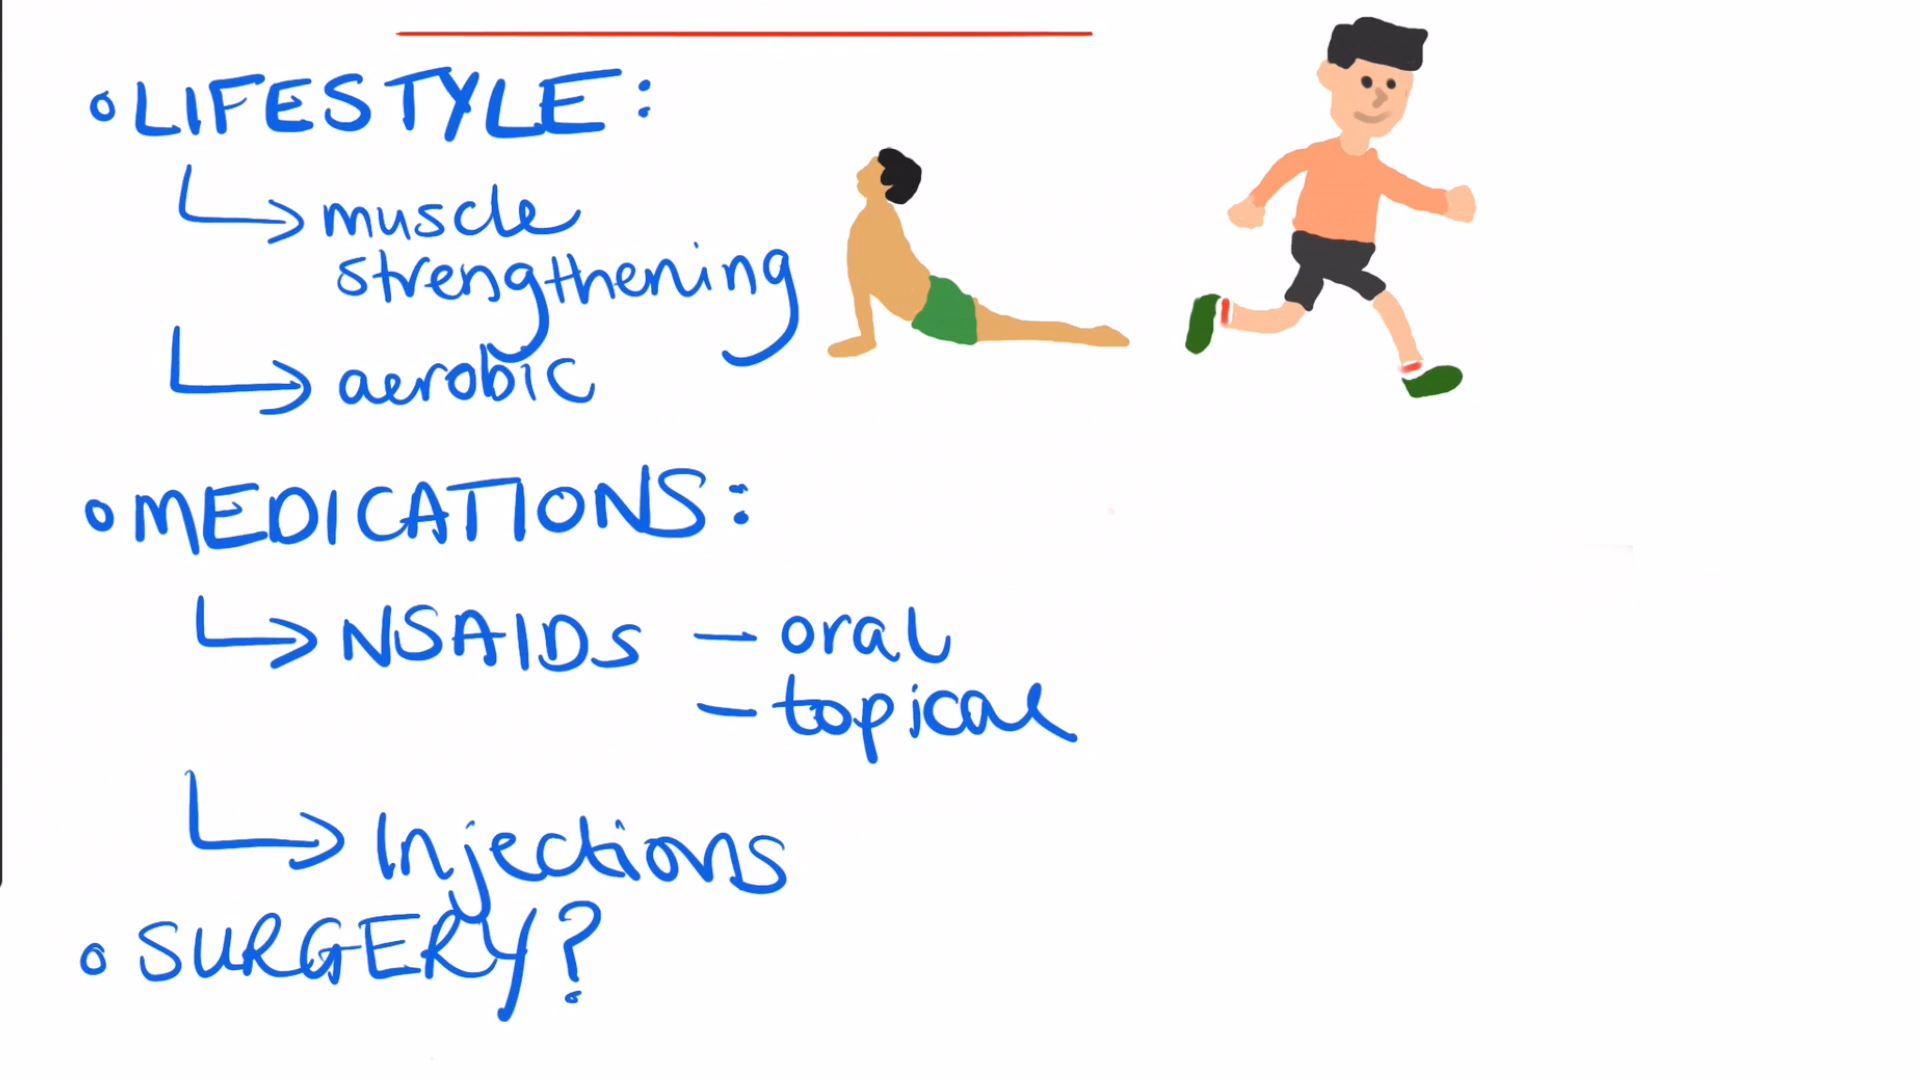 LIFESTYLE:
muscle
strengthening
aerobic
MEDICATIONS:
NSAIDs - oral
- topical
Injections
SURGERY?